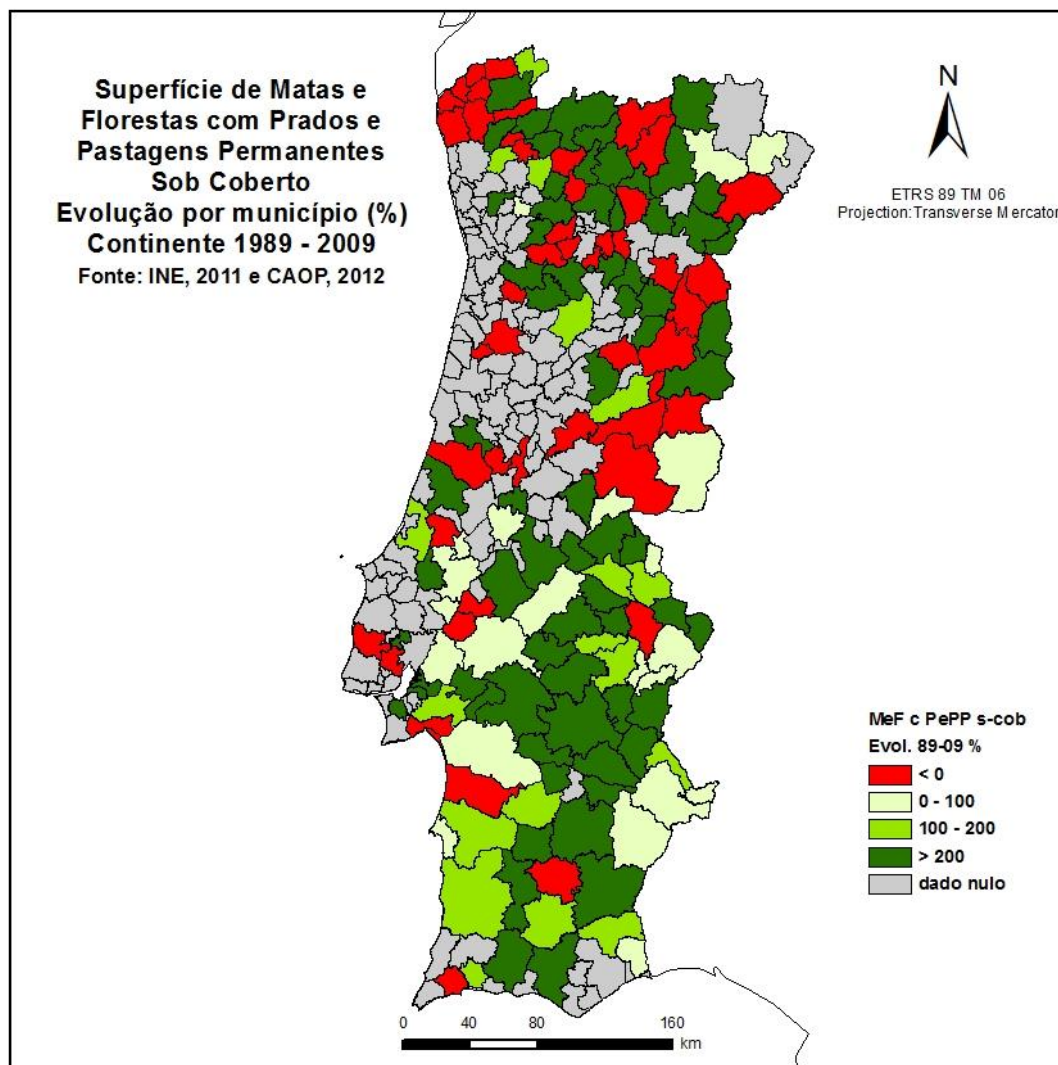 Superfície de Matas e
Florestas com Prados e
Pastagens Permanentes
Sob Coberto
Evolução por município (%)
Continente 1989 - 2009
Fonte: INE, 2011 e CAOP, 2012
N
ETRS 89 TM 06
Projection: Transverse Mercator
MeF c PePP s-cob
Evol. 89-09 %
< 0
0 - 100
100 - 200
> 200
dado nulo
0 40 80 160
km